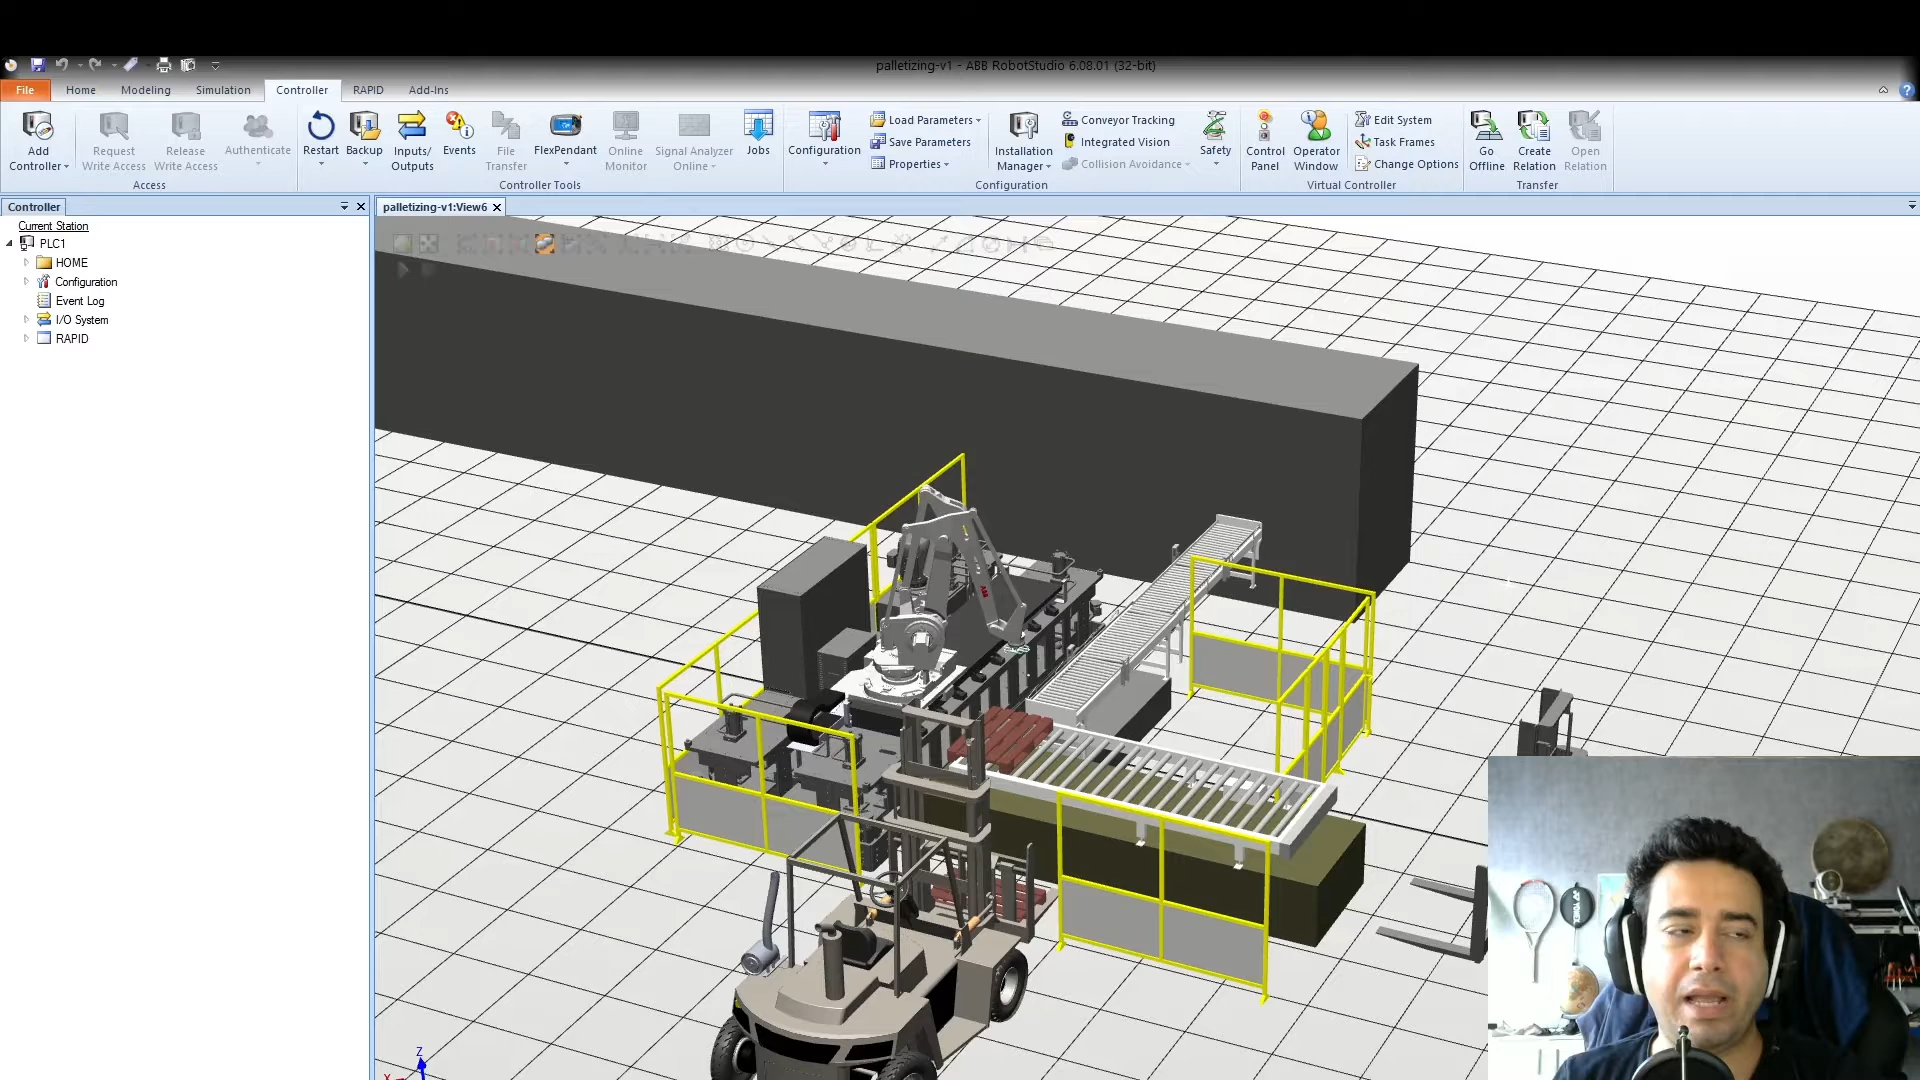 palletizing-v1 - ABB RobotStudio 6.08.01 (32-bit)
File Home Modeling Simulation Controller RAPID Add-Ins
Add Controller
Request Write Access
Release Write Access
Authenticate
Access
Restart
Backup
Inputs/ Outputs
Events
File Transfer
FlexPendant
Online Monitor
Signal Analyzer Online
Jobs
Controller Tools
Configuration
Load Parameters
Save Parameters
Properties
Installation Manager
Conveyor Tracking
Integrated Vision
Collision Avoidance
Safety
Configuration
Control Panel
Operator Window
Edit System
Task Frames
Change Options
Virtual Controller
Go Offline
Create Relation
Open Relation
Transfer
Controller
palletizing-v1:View6
Current Station
PLC1
HOME
Configuration
Event Log
I/O System
RAPID
ABB
Z
X